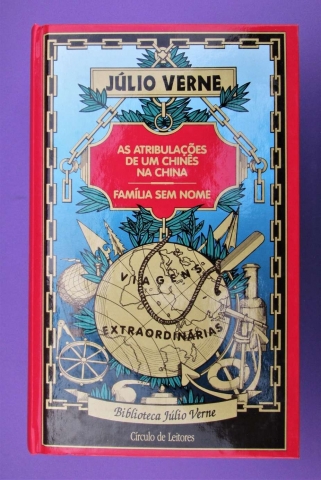 JÚLIO VERNE
AS ATRIBULAÇÕES
DE UM CHINÊS
NA CHINA
FAMÍLIA SEM NOME
VIAGENS
EXTRAORDINÁRIAS
Biblioteca Júlio Verne
Círculo de Leitores